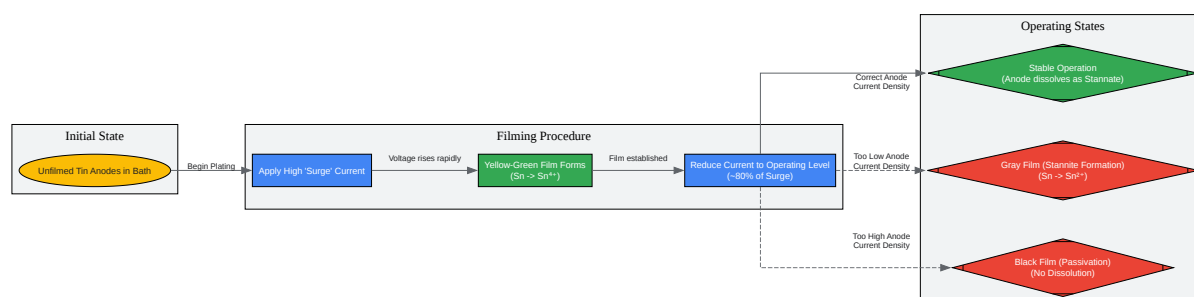 Initial State
Unfilmed Tin Anodes in Bath
Begin Plating
Filming Procedure
Apply High 'Surge' Current
Voltage rises rapidly
Yellow-Green Film Forms
(Sn -> Sn⁴⁺)
Film established
Reduce Current to Operating Level
(~80% of Surge)
Correct Anode
Current Density
Too Low Anode
Current Density
Too High Anode
Current Density
Operating States
Stable Operation
(Anode dissolves as Stannate)
Gray Film (Stannite Formation)
(Sn -> Sn²⁺)
Black Film (Passivation)
(No Dissolution)